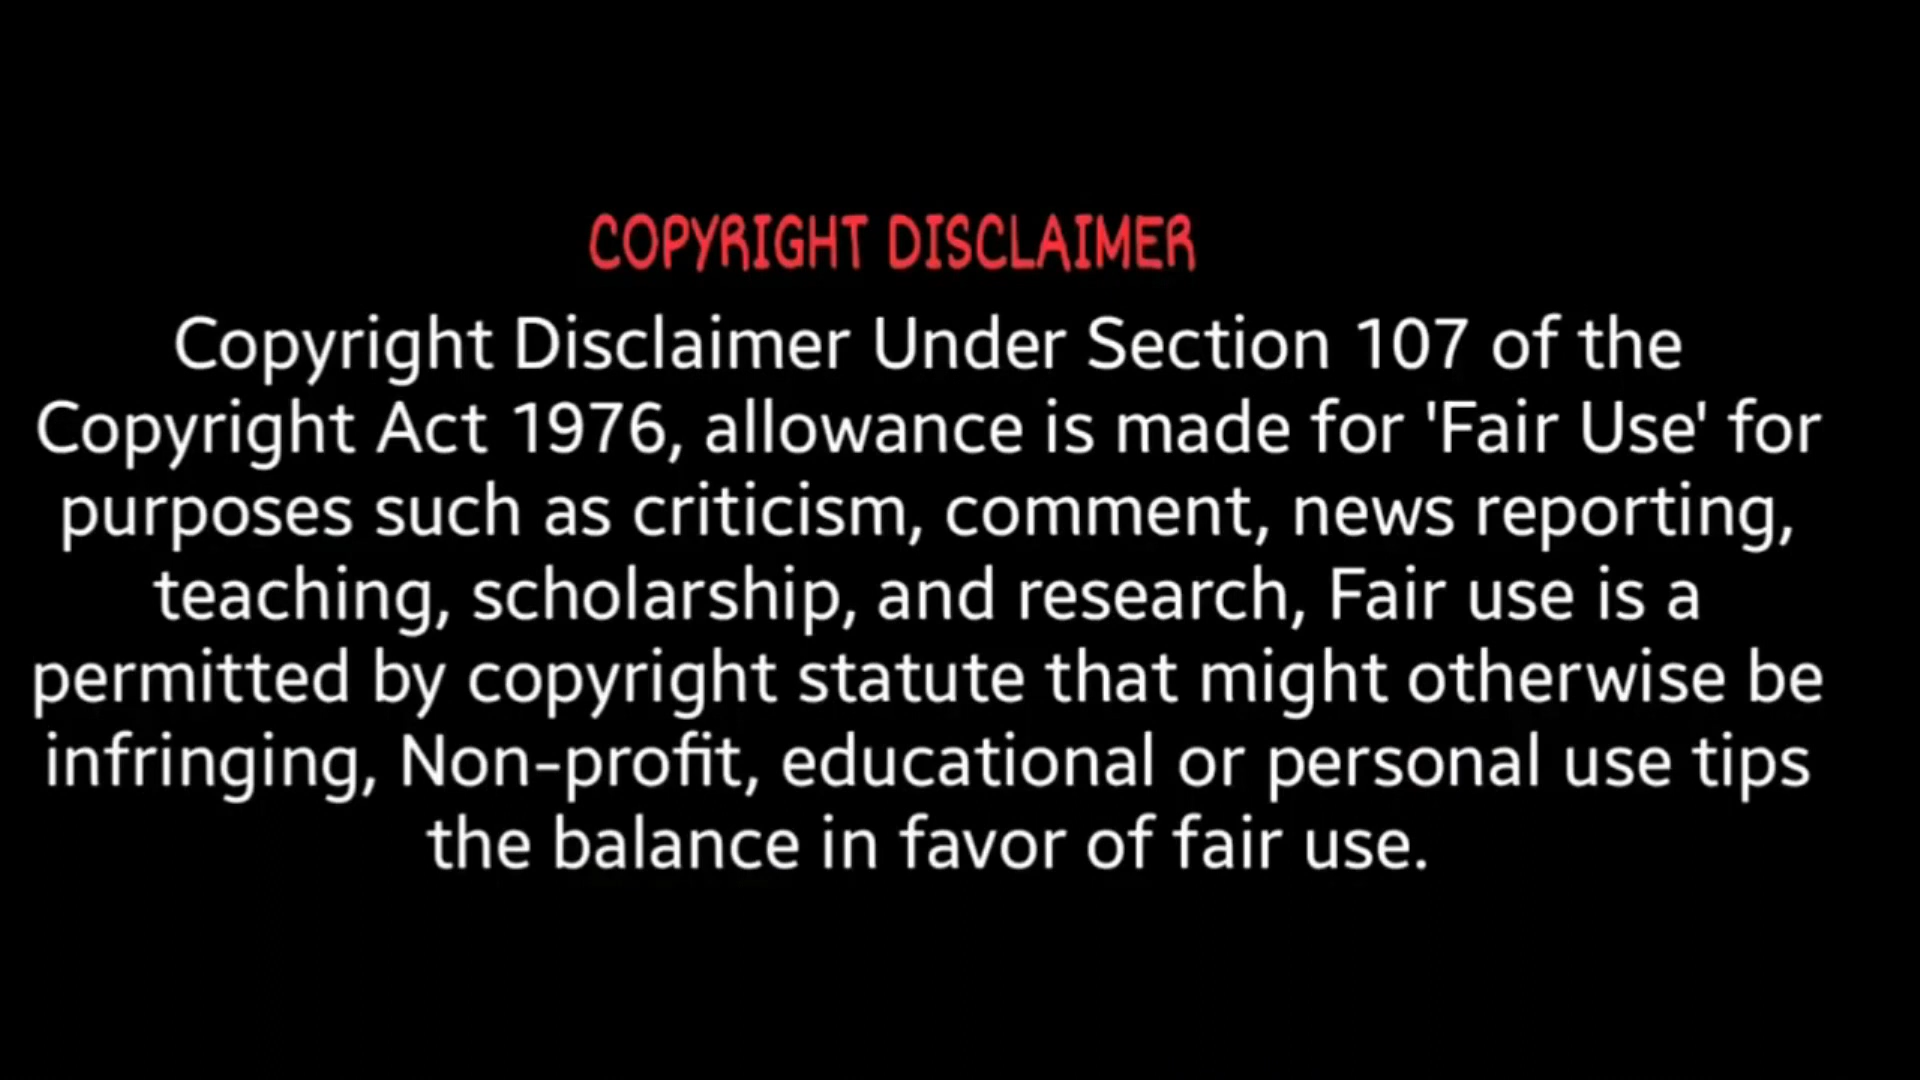 COPYRIGHT DISCLAIMER
Copyright Disclaimer Under Section 107 of the
Copyright Act 1976, allowance is made for 'Fair Use' for
purposes such as criticism, comment, news reporting,
teaching, scholarship, and research, Fair use is a
permitted by copyright statute that might otherwise be
infringing, Non-profit, educational or personal use tips
the balance in favor of fair use.